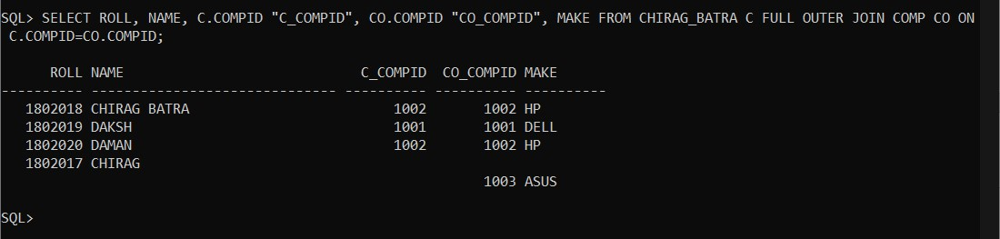 SQL> SELECT ROLL, NAME, C.COMPID "C_COMPID", CO.COMPID "CO_COMPID", MAKE FROM CHIRAG_BATRA C FULL OUTER JOIN COMP CO ON
C.COMPID=CO.COMPID;
ROLL NAME C_COMPID CO_COMPID MAKE
---------- ------------------------------ ---------- ---------- ----------
1802018 CHIRAG BATRA 1002 1002 HP
1802019 DAKSH 1001 1001 DELL
1802020 DAMAN 1002 1002 HP
1802017 CHIRAG
1003 ASUS
SQL>